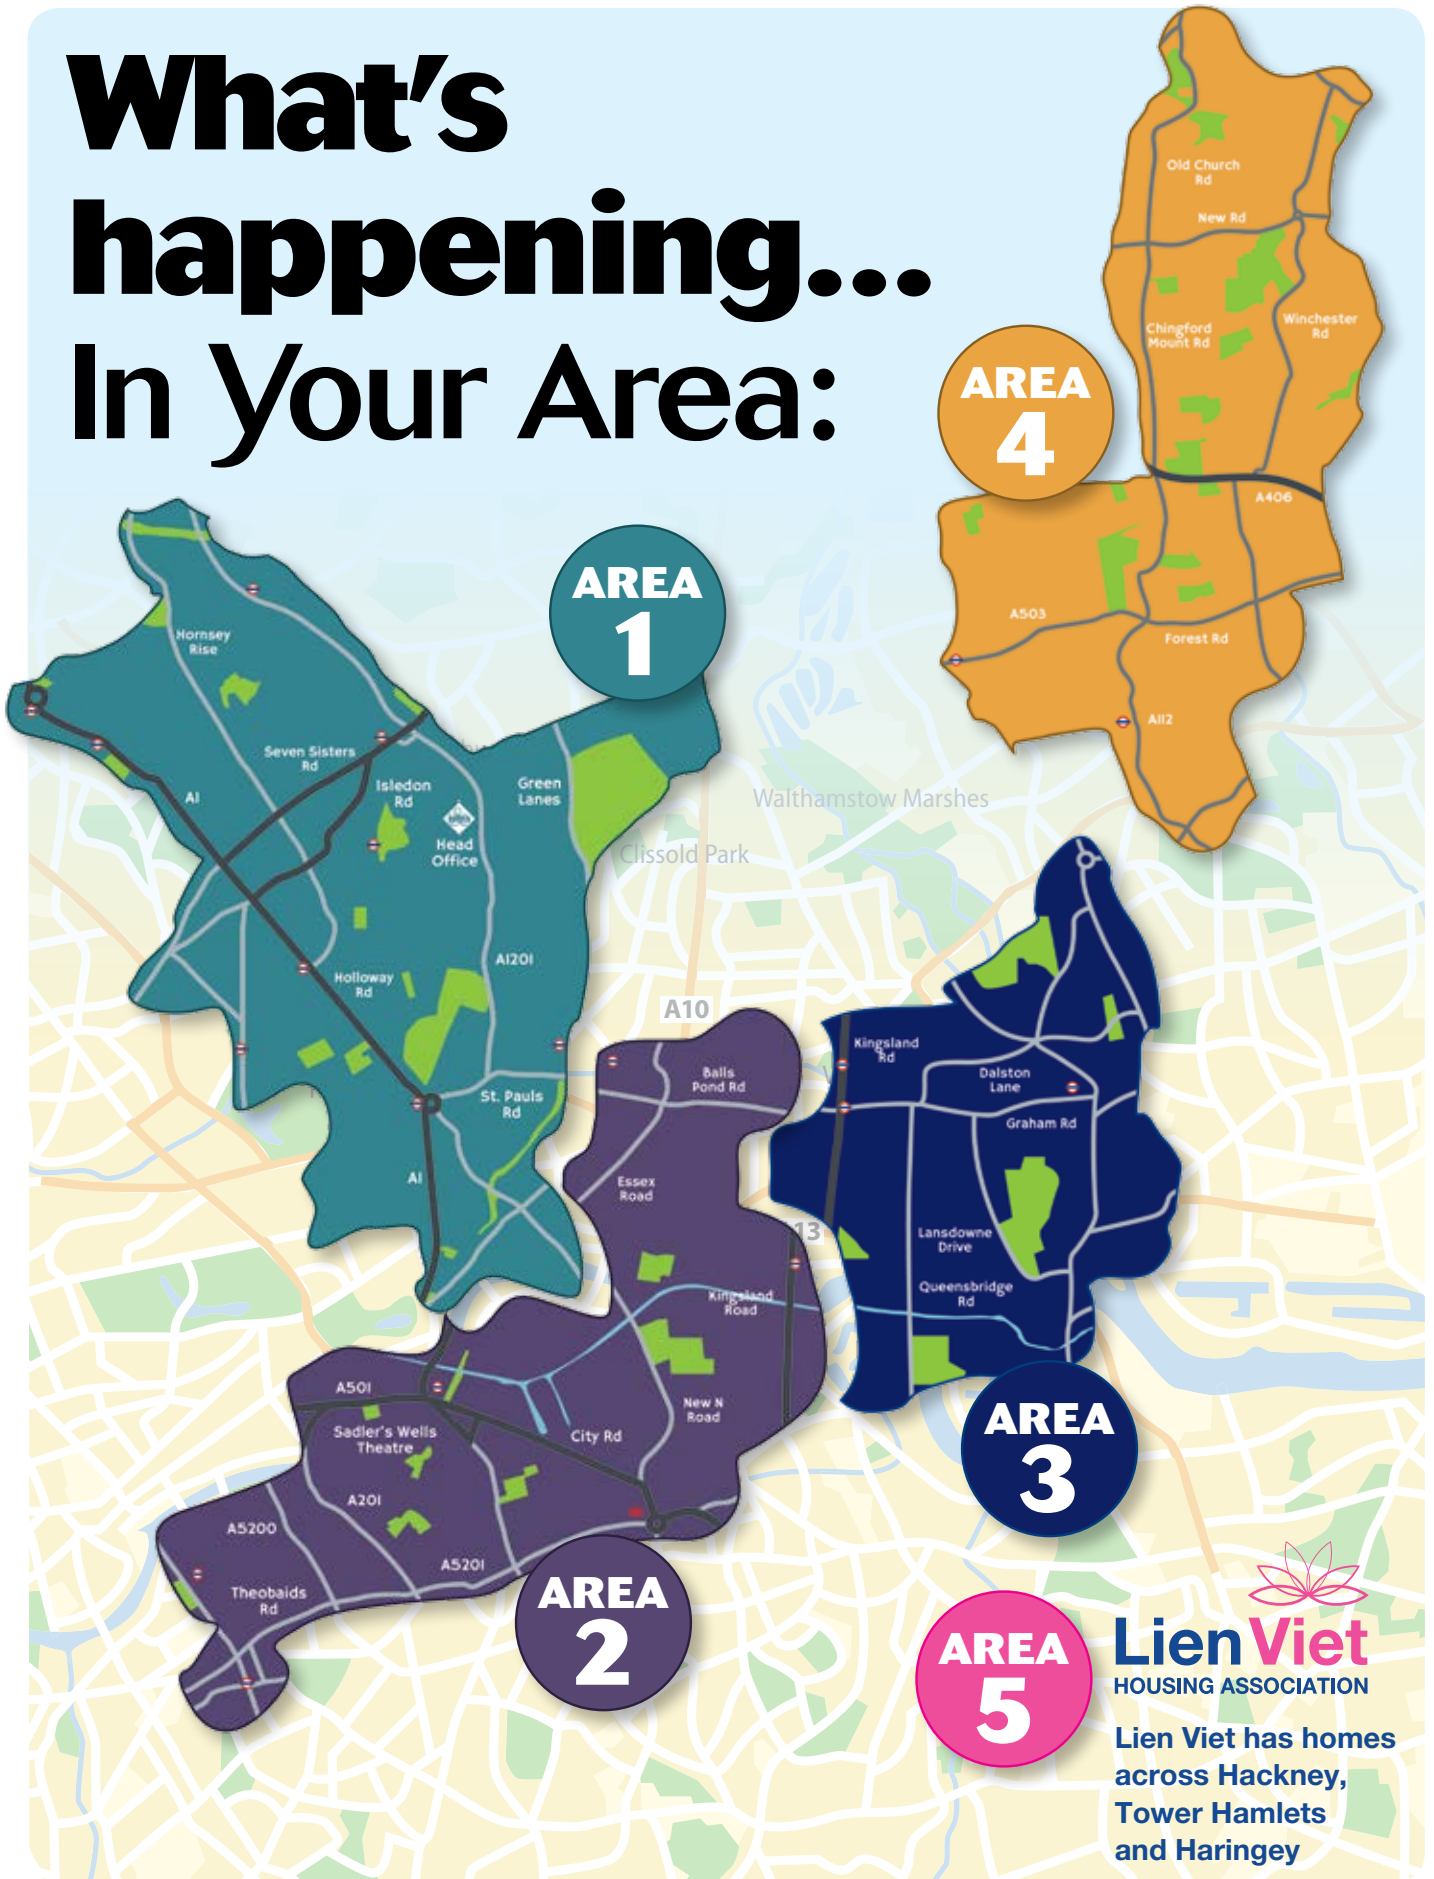 What's
happening...
In Your Area:
AREA
4
Old Church
Rd
New Rd
Chingford
Mount Rd
Winchester
Rd
A406
A503
Forest Rd
A112
AREA
1
Hornsey
Rise
Seven Sisters
Rd
A1
Isledon
Rd
Green
Lanes
Head
Office
A1201
Holloway
Rd
St. Pauls
Rd
A1
Walthamstow Marshes
Clissold Park
A10
13
Balls
Pond Rd
Essex
Road
Kingsland
Road
New N
Road
City Rd
A501
Sadler's Wells
Theatre
A201
A5200
A5201
Theobalds
Rd
AREA
2
Kingsland
Rd
Dalston
Lane
Graham Rd
Lansdowne
Drive
Queensbridge
Rd
AREA
3
AREA
5
Lien Viet
HOUSING ASSOCIATION
Lien Viet has homes
across Hackney,
Tower Hamlets
and Haringey